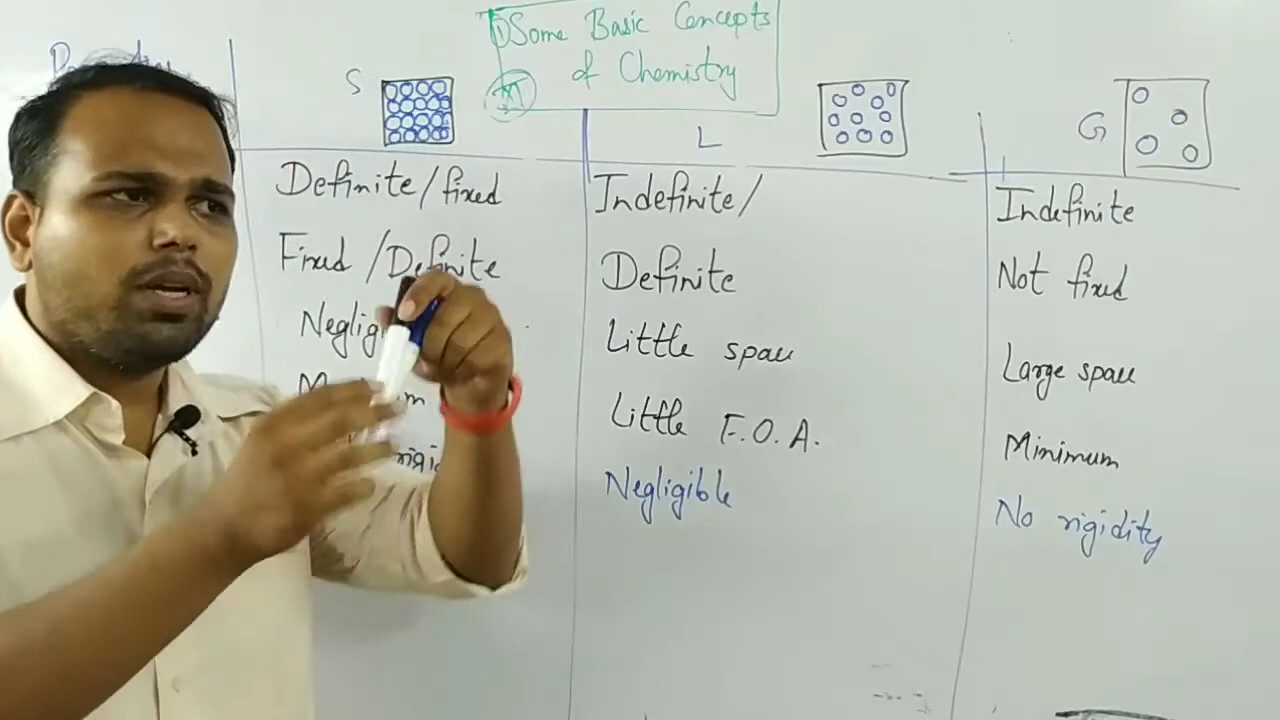 ① Some Basic Concepts
of Chemistry
M
S
L
G
Definite/fixed
Indefinite/
Indefinite
Fixed /Definite
Definite
Not fixed
Little space
Large space
Little F.O.A.
Minimum
Negligible
No rigidity